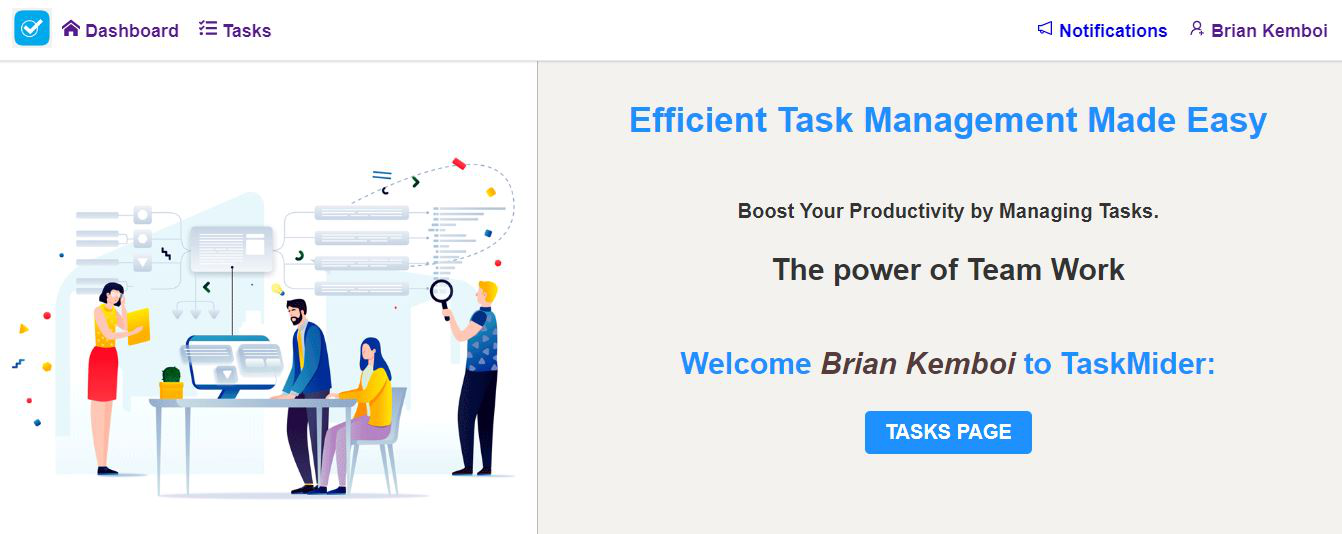 Dashboard
Tasks
Notifications
Brian Kemboi
Efficient Task Management Made Easy
Boost Your Productivity by Managing Tasks.
The power of Team Work
Welcome Brian Kemboi to TaskMider:
TASKS PAGE